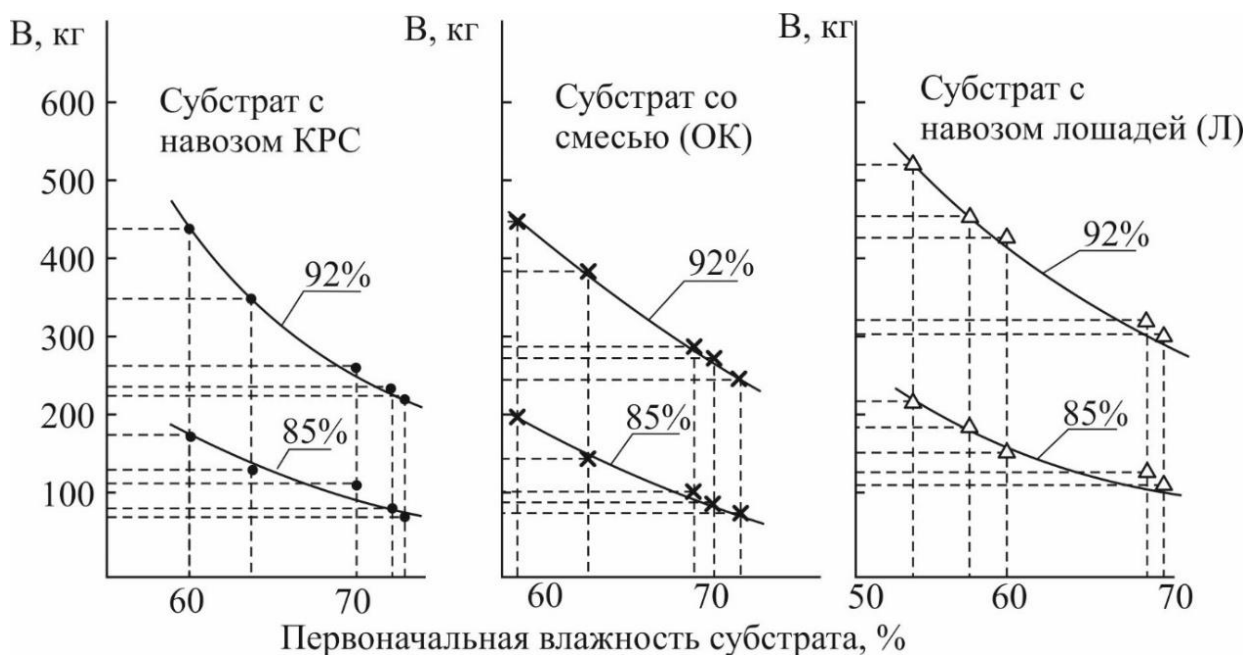 В, кг
600
500
400
300
200
100
Субстрат с
навозом КРС
92%
85%
60
70
В, кг
Субстрат со
смесью (ОК)
92%
85%
60
70
В, кг
Субстрат с
навозом лошадей (Л)
92%
85%
50
60
70
Первоначальная влажность субстрата, %